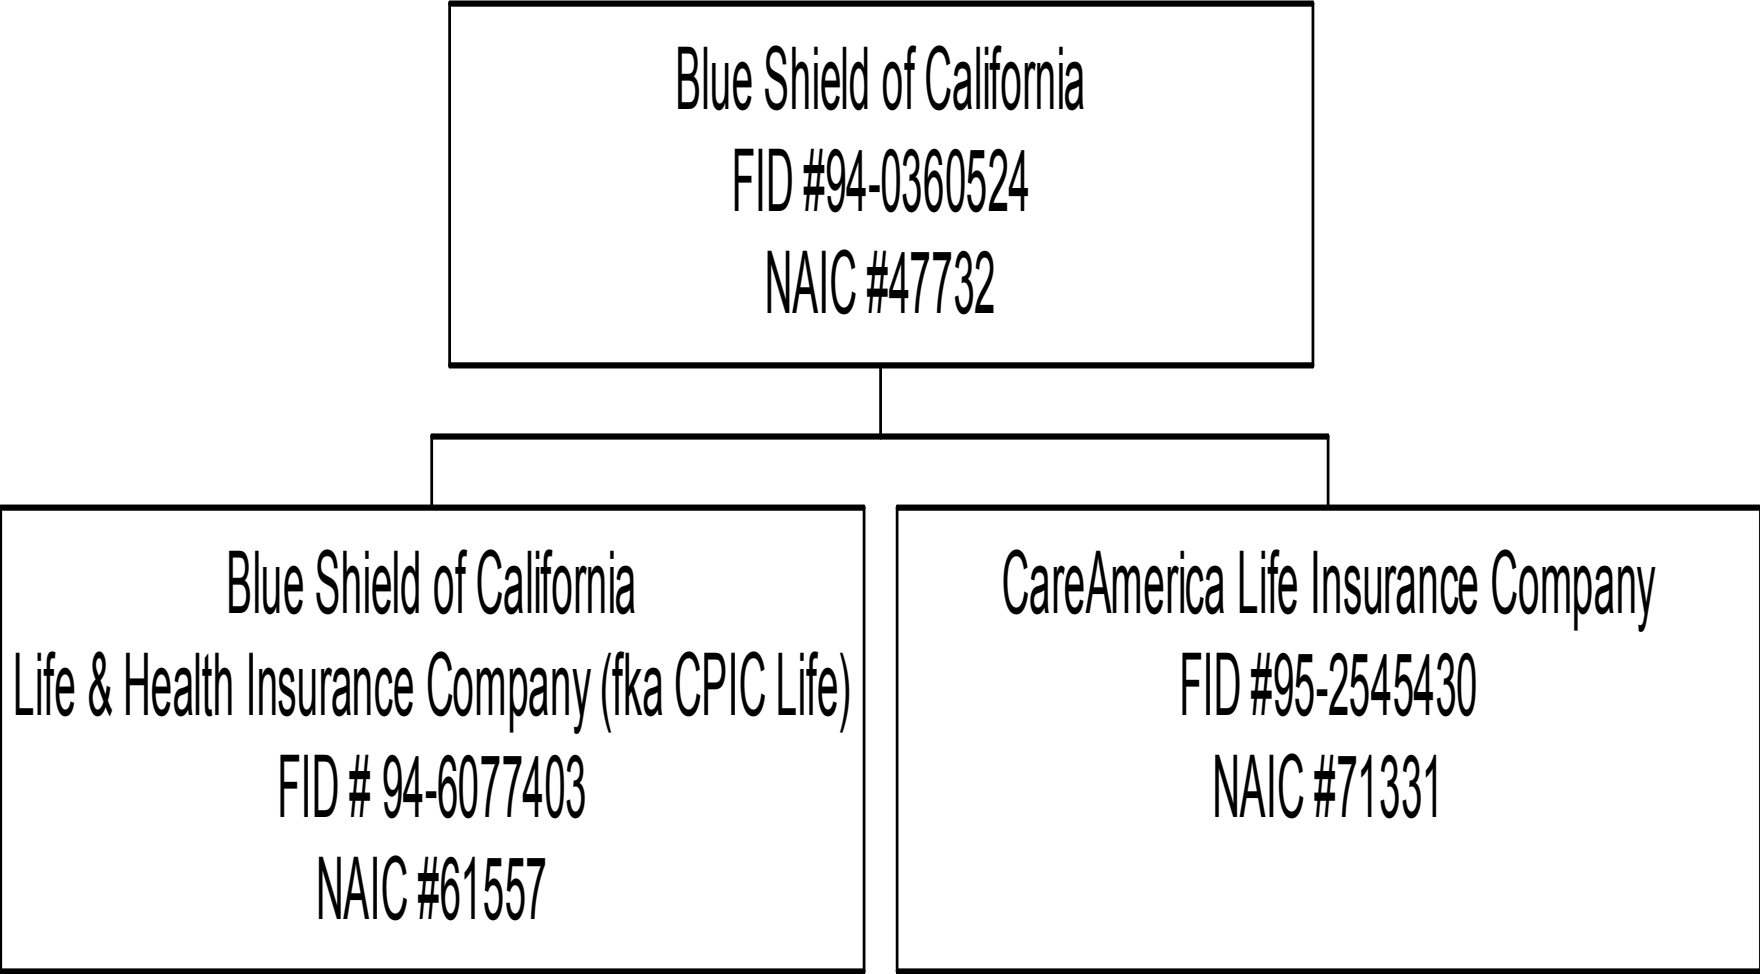 Blue Shield of California
FID #94-0360524
NAIC #47732
Blue Shield of California
Life & Health Insurance Company (fka CPIC Life)
FID # 94-6077403
NAIC #61557
CareAmerica Life Insurance Company
FID #95-2545430
NAIC #71331